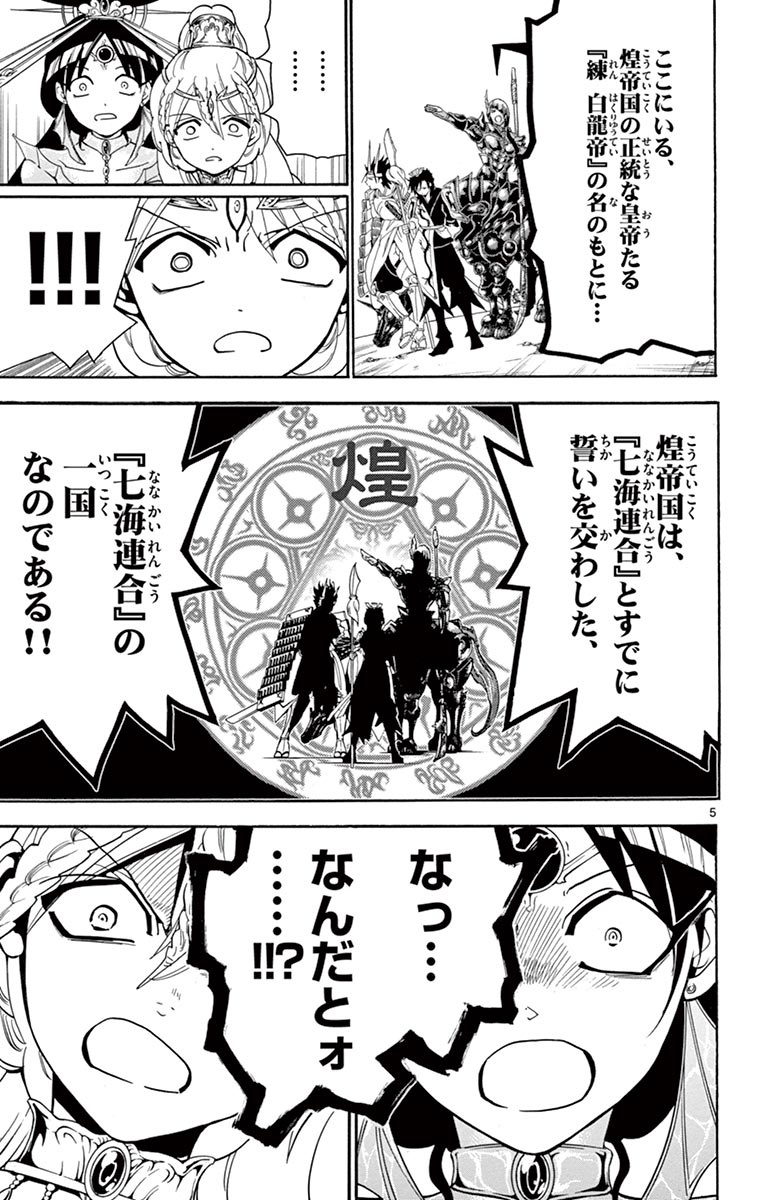 ここにいる、
煌帝国の正統な皇帝たる
『練 白龍帝』の名のもとに…
……
……
!!!
煌帝国は、
『七海連合』とすでに
誓いを交わした、
煌
『七海連合』の
一国
なのである!!
5
なっ…
なんだとォ
……!!?